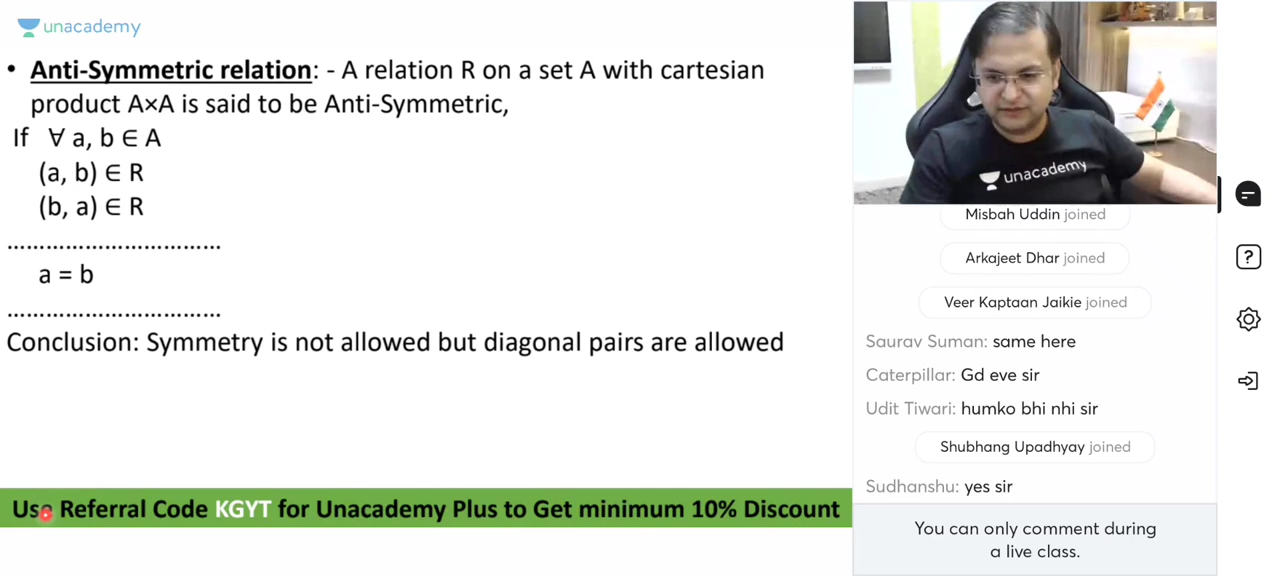 unacademy
• Anti-Symmetric relation: - A relation R on a set A with cartesian
product A×A is said to be Anti-Symmetric,
If ∀ a, b ∈ A
(a, b) ∈ R
(b, a) ∈ R
.................................
a = b
.................................
Conclusion: Symmetry is not allowed but diagonal pairs are allowed
Use Referral Code KGYT for Unacademy Plus to Get minimum 10% Discount
unacademy
Misbah Uddin joined
Arkajeet Dhar joined
Veer Kaptaan Jaikie joined
Saurav Suman: same here
Caterpillar: Gd eve sir
Udit Tiwari: humko bhi nhi sir
Shubhang Upadhyay joined
Sudhanshu: yes sir
You can only comment during
a live class.
?